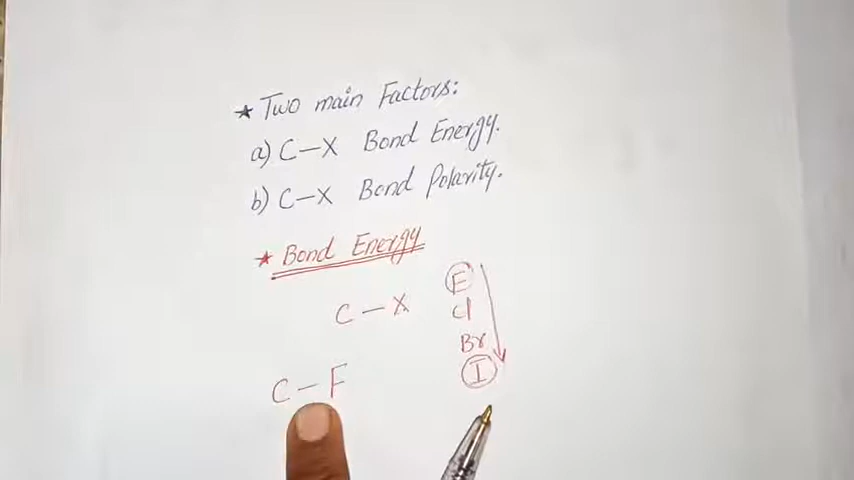 ★ Two main Factors:
a) C—X Bond Energy.
b) C—X Bond Polarity.
★ Bond Energy
C—X
F
Cl
Br
I
C—F